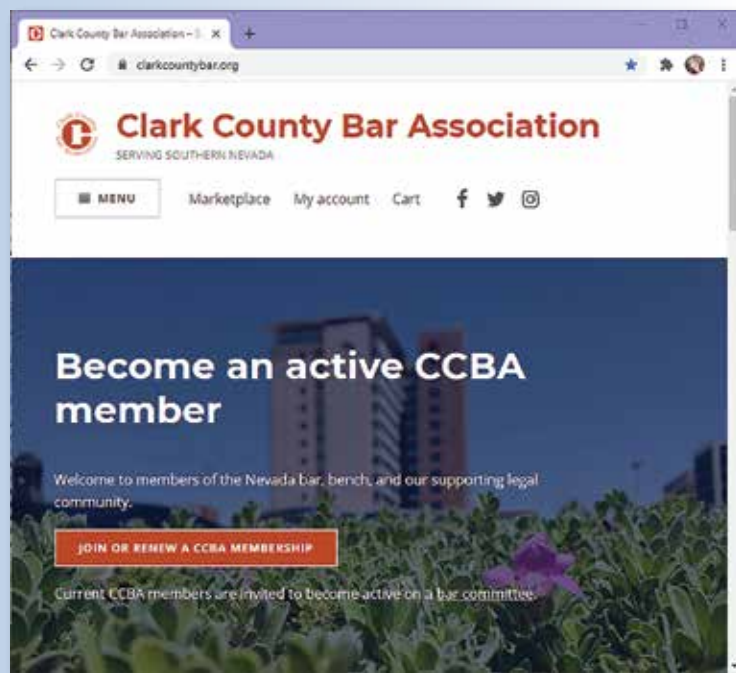 Clark County Bar Association –
clarkcountybar.org
Clark County Bar Association
SERVING SOUTHERN NEVADA
MENU
Marketplace My account Cart
Become an active CCBA
member
Welcome to members of the Nevada bar, bench, and our supporting legal
community.
JOIN OR RENEW A CCBA MEMBERSHIP
Current CCBA members are invited to become active on a bar committee.